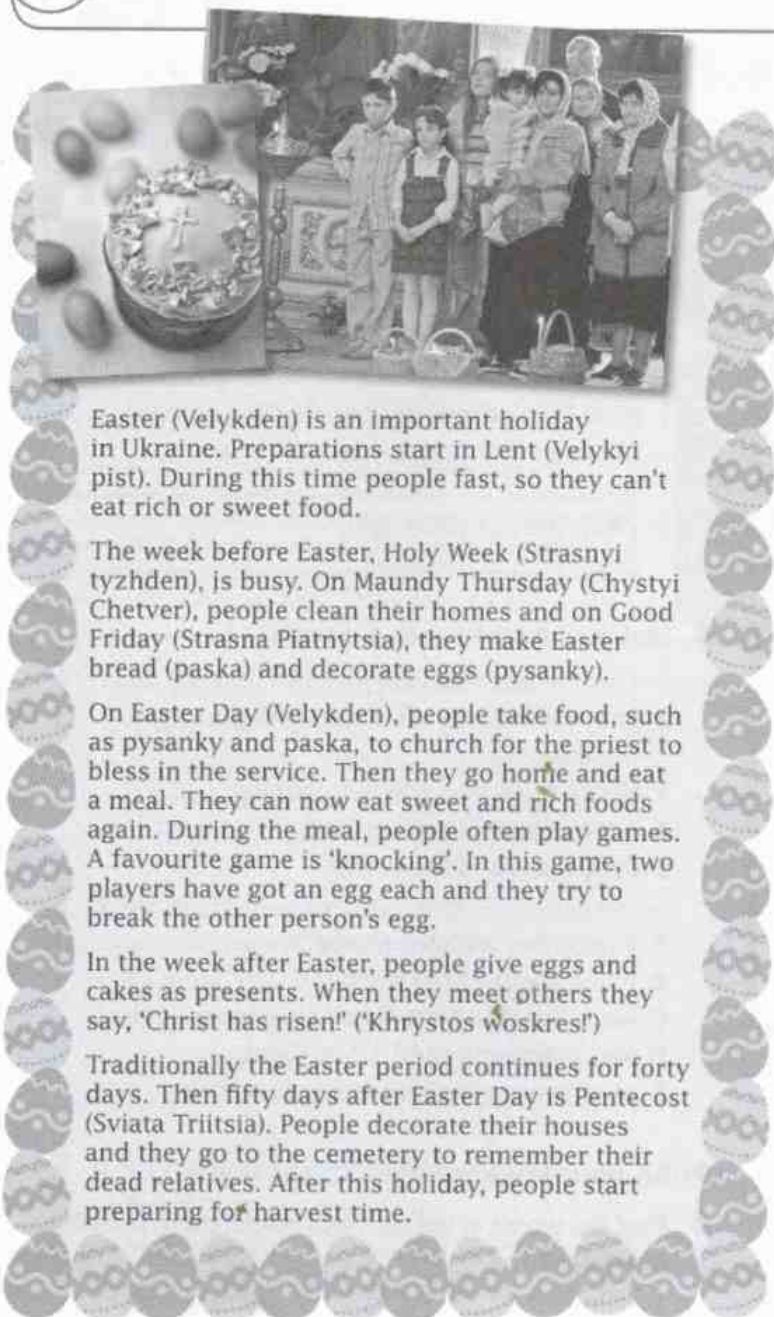 Easter (Velykden) is an important holiday
in Ukraine. Preparations start in Lent (Velykyi
pist). During this time people fast, so they can't
eat rich or sweet food.
The week before Easter, Holy Week (Strasnyi
tyzhden), is busy. On Maundy Thursday (Chystyi
Chetver), people clean their homes and on Good
Friday (Strasna Piatnytsia), they make Easter
bread (paska) and decorate eggs (pysanky).
On Easter Day (Velykden), people take food, such
as pysanky and paska, to church for the priest to
bless in the service. Then they go home and eat
a meal. They can now eat sweet and rich foods
again. During the meal, people often play games.
A favourite game is 'knocking'. In this game, two
players have got an egg each and they try to
break the other person's egg.
In the week after Easter, people give eggs and
cakes as presents. When they meet others they
say, 'Christ has risen!' ('Khrystos woskres!')
Traditionally the Easter period continues for forty
days. Then fifty days after Easter Day is Pentecost
(Sviata Triitsia). People decorate their houses
and they go to the cemetery to remember their
dead relatives. After this holiday, people start
preparing for harvest time.